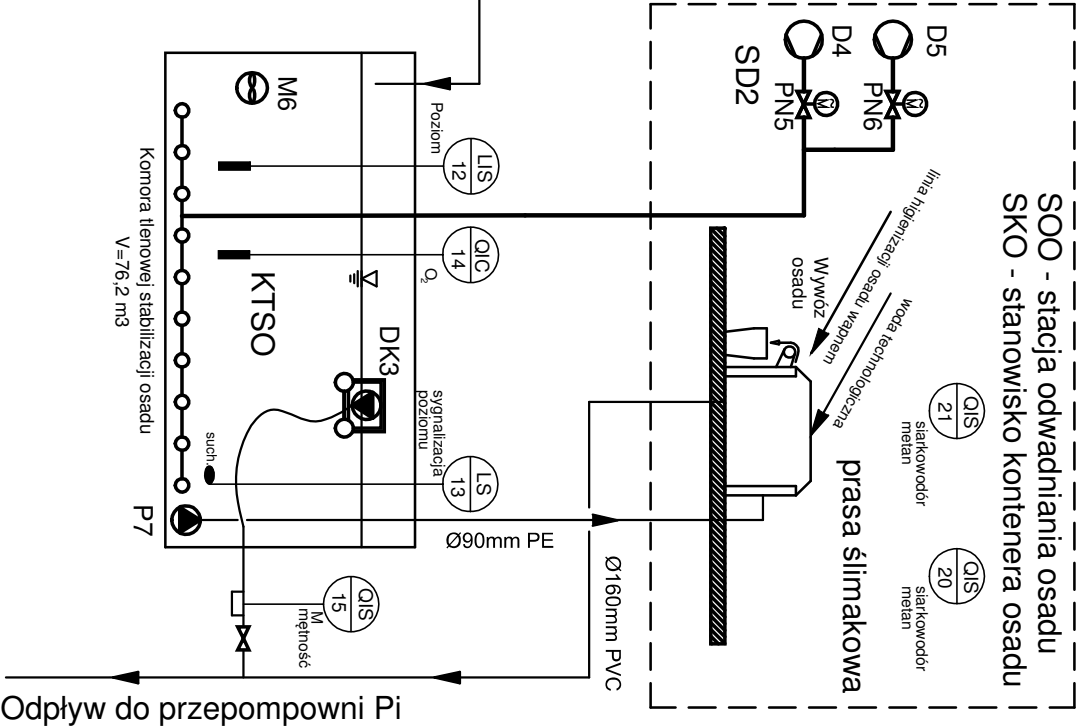 SOO - stacja odwadniania osadu
SKO - stanowisko kontenera osadu
D5
D4
PN6
PN5
M
M
SD2
linia higienizacji osadu wapnem
woda technologiczna
Wywóz
osadu
QIS
21
siarkowodór
metan
QIS
20
siarkowodór
metan
prasa ślimakowa
M6
Poziom
LIS
12
QIC
14
O2
KTSO
DK3
sygnalizacja
poziomu
LS
13
such.
P7
Komora tlenowej stabilizacji osadu
V=76,2 m3
Ø90mm PE
Ø160mm PVC
QIS
15
M
mętność
Odpływ do przepompowni Pi